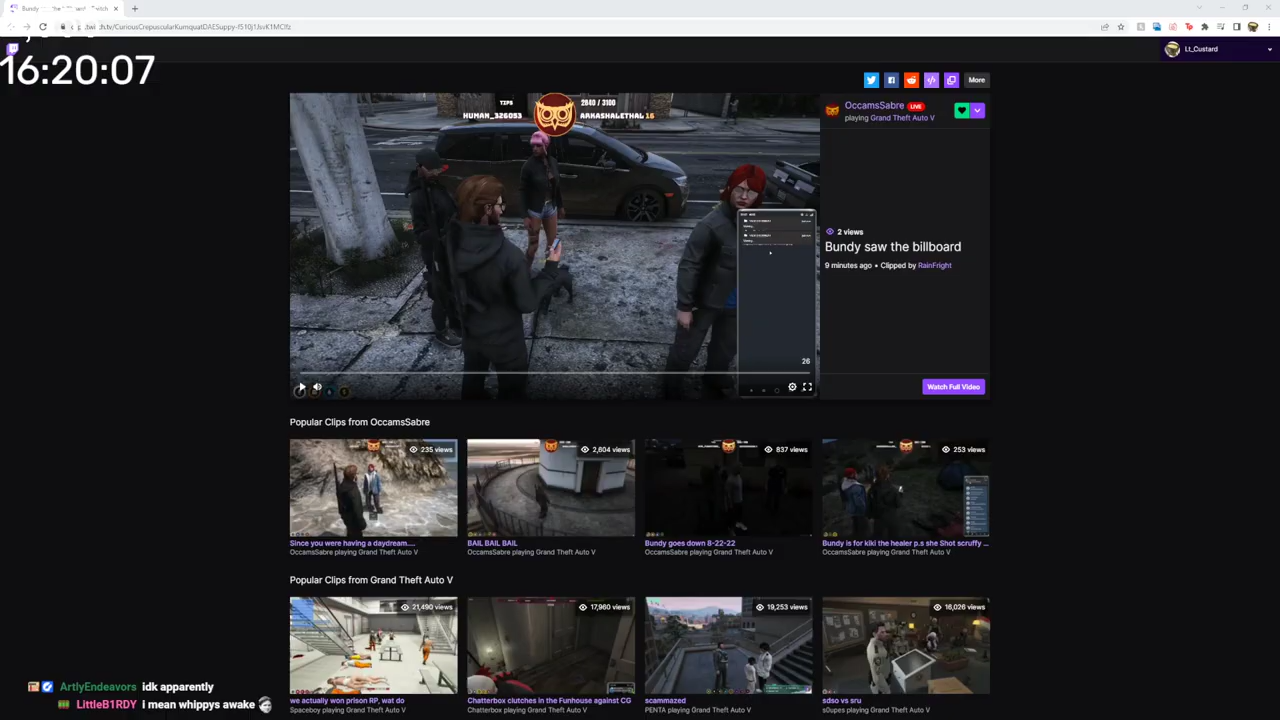 16:20:07
Lt_Custard
More
TIPS
HUMAN_326053
2840 / 3100
ARKASHALETHAL 16
26
OccamsSabre LIVE
playing Grand Theft Auto V
2 views
Bundy saw the billboard
9 minutes ago • Clipped by RainFright
Watch Full Video
Popular Clips from OccamsSabre
235 views
2,604 views
837 views
253 views
Since you were having a daydream....
OccamsSabre playing Grand Theft Auto V
BAIL BAIL BAIL
OccamsSabre playing Grand Theft Auto V
Bundy goes down 8-22-22
OccamsSabre playing Grand Theft Auto V
Bundy is for kiki the healer p.s she Shot scruffy ...
OccamsSabre playing Grand Theft Auto V
Popular Clips from Grand Theft Auto V
21,490 views
17,960 views
19,253 views
16,026 views
we actually won prison RP, wat do
Spaceboy playing Grand Theft Auto V
Chatterbox clutches in the Funhouse against CG
Chatterbox playing Grand Theft Auto V
scammazed
PENTA playing Grand Theft Auto V
sdso vs sru
s0upes playing Grand Theft Auto V
ArtlyEndeavors idk apparently
LittleB1RDY i mean whippys awake